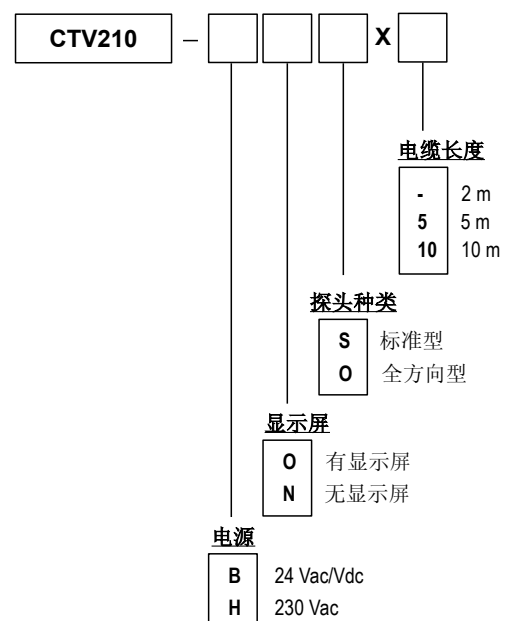 CTV210 – X
电缆长度
- 2 m
5 5 m
10 10 m
探头种类
S 标准型
O 全方向型
显示屏
O 有显示屏
N 无显示屏
电源
B 24 Vac/Vdc
H 230 Vac